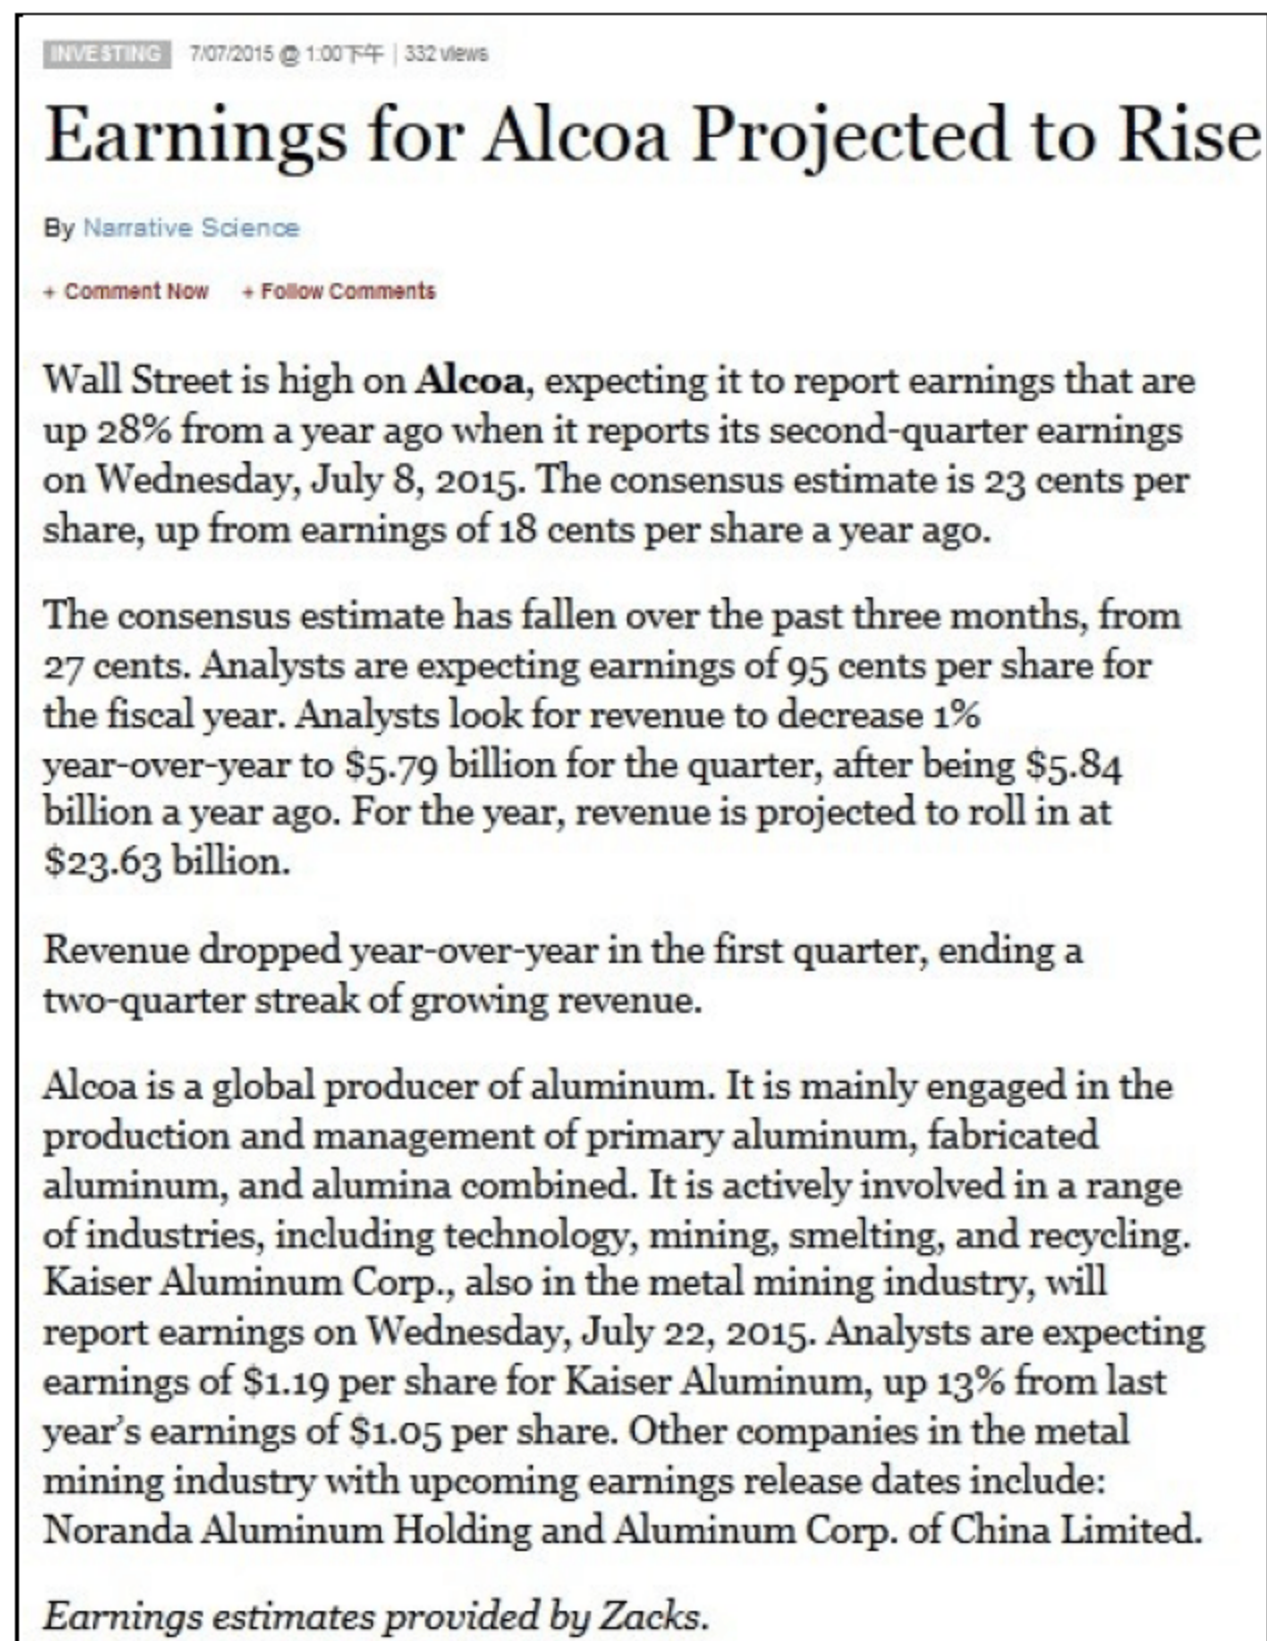 INVESTING 7/07/2015 @ 1:00下午 | 332 views
Earnings for Alcoa Projected to Rise
By Narrative Science
+ Comment Now + Follow Comments
Wall Street is high on Alcoa, expecting it to report earnings that are
up 28% from a year ago when it reports its second-quarter earnings
on Wednesday, July 8, 2015. The consensus estimate is 23 cents per
share, up from earnings of 18 cents per share a year ago.
The consensus estimate has fallen over the past three months, from
27 cents. Analysts are expecting earnings of 95 cents per share for
the fiscal year. Analysts look for revenue to decrease 1%
year-over-year to $5.79 billion for the quarter, after being $5.84
billion a year ago. For the year, revenue is projected to roll in at
$23.63 billion.
Revenue dropped year-over-year in the first quarter, ending a
two-quarter streak of growing revenue.
Alcoa is a global producer of aluminum. It is mainly engaged in the
production and management of primary aluminum, fabricated
aluminum, and alumina combined. It is actively involved in a range
of industries, including technology, mining, smelting, and recycling.
Kaiser Aluminum Corp., also in the metal mining industry, will
report earnings on Wednesday, July 22, 2015. Analysts are expecting
earnings of $1.19 per share for Kaiser Aluminum, up 13% from last
year’s earnings of $1.05 per share. Other companies in the metal
mining industry with upcoming earnings release dates include:
Noranda Aluminum Holding and Aluminum Corp. of China Limited.
Earnings estimates provided by Zacks.